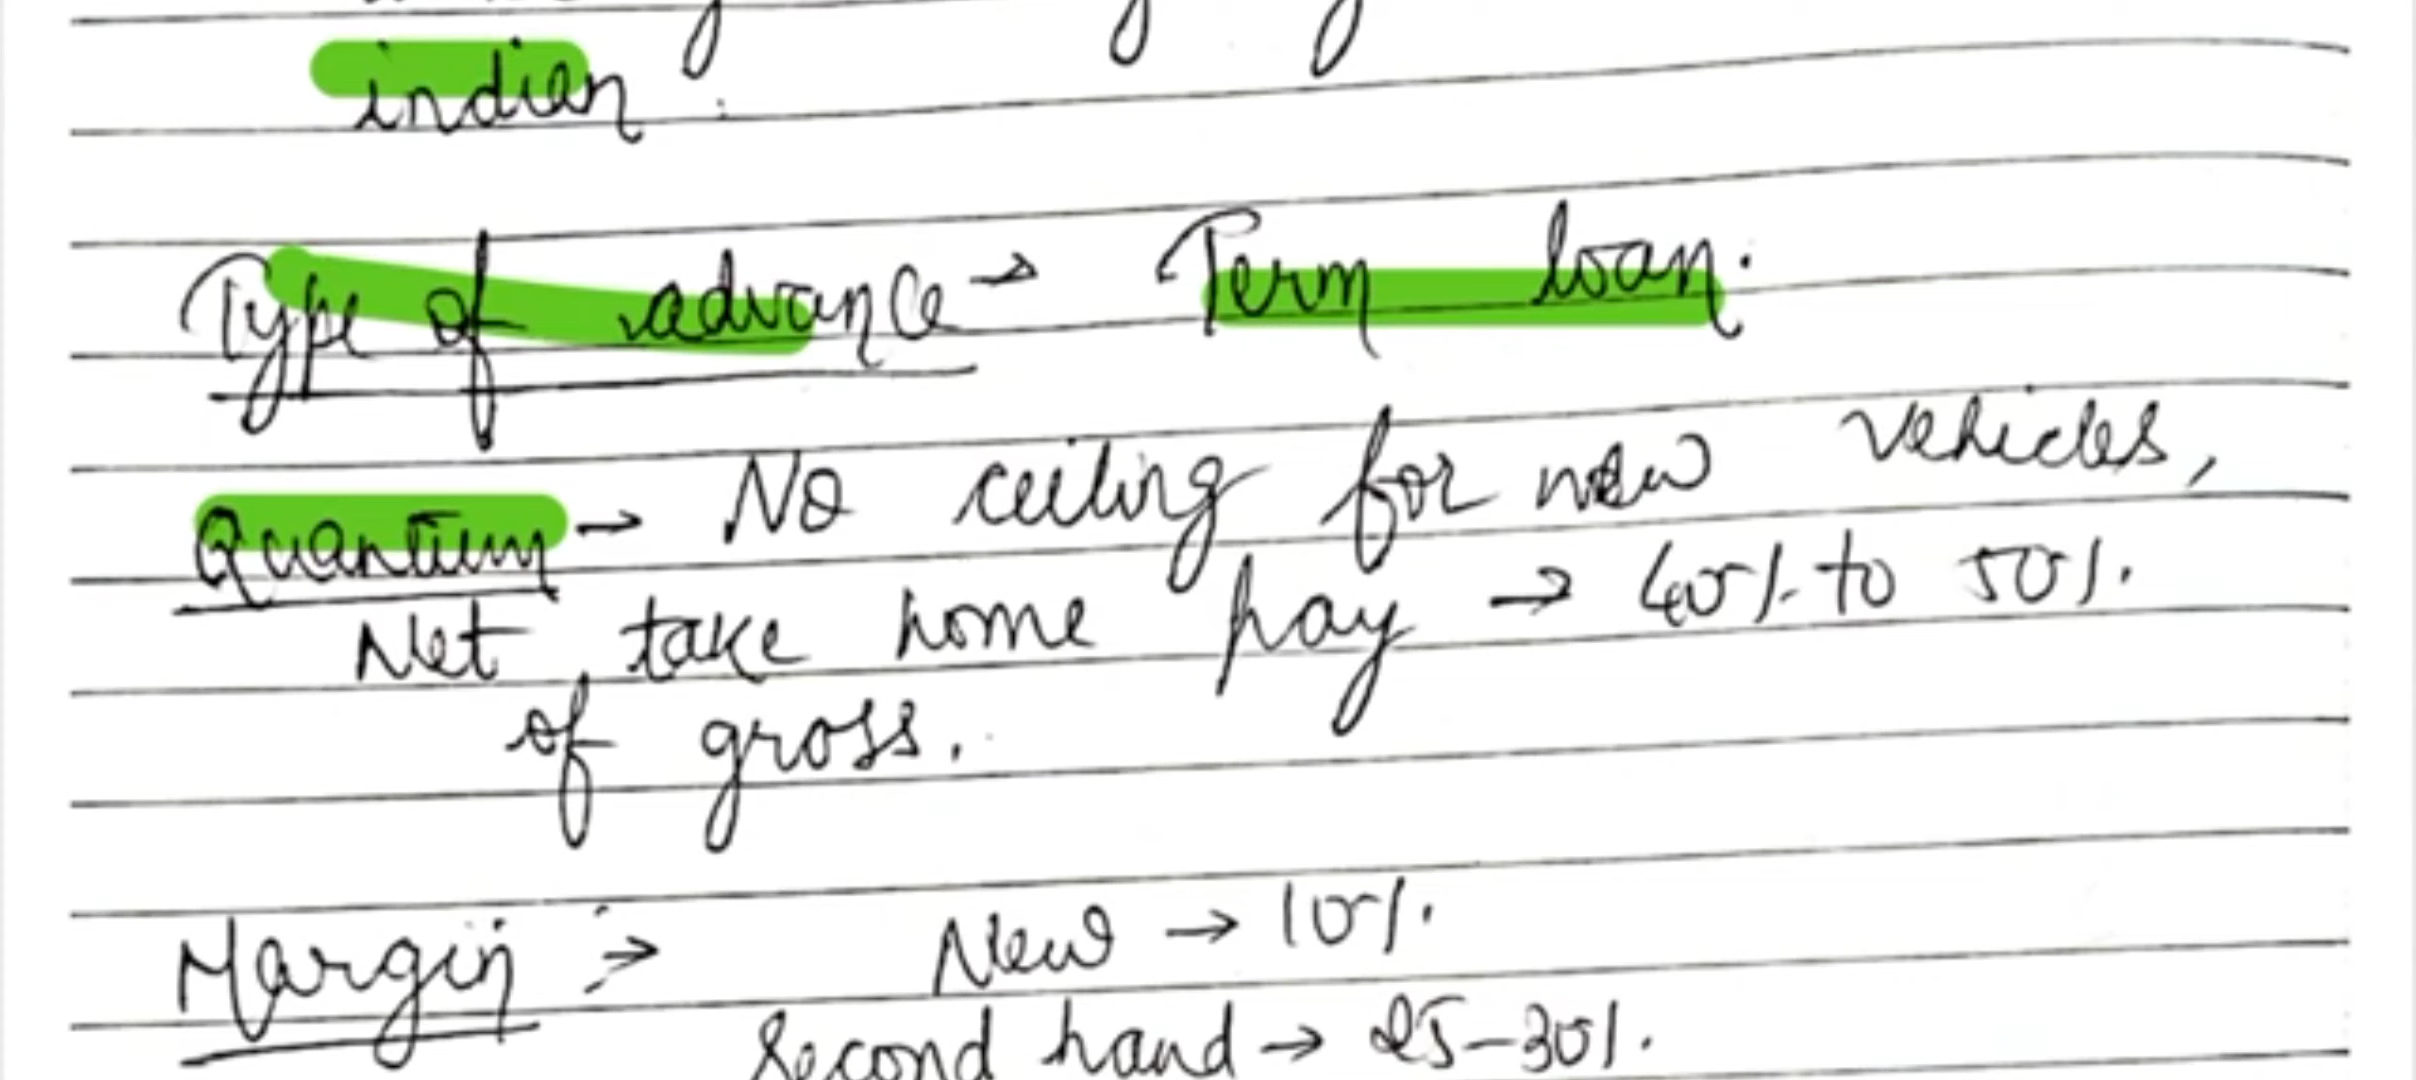 indian.
Type of advance → Term loan.
Quantum → No ceiling for new vehicles,
Net take home pay → 40% to 50%.
of gross.
Margin → New → 10%.
Second hand → 25-30%.